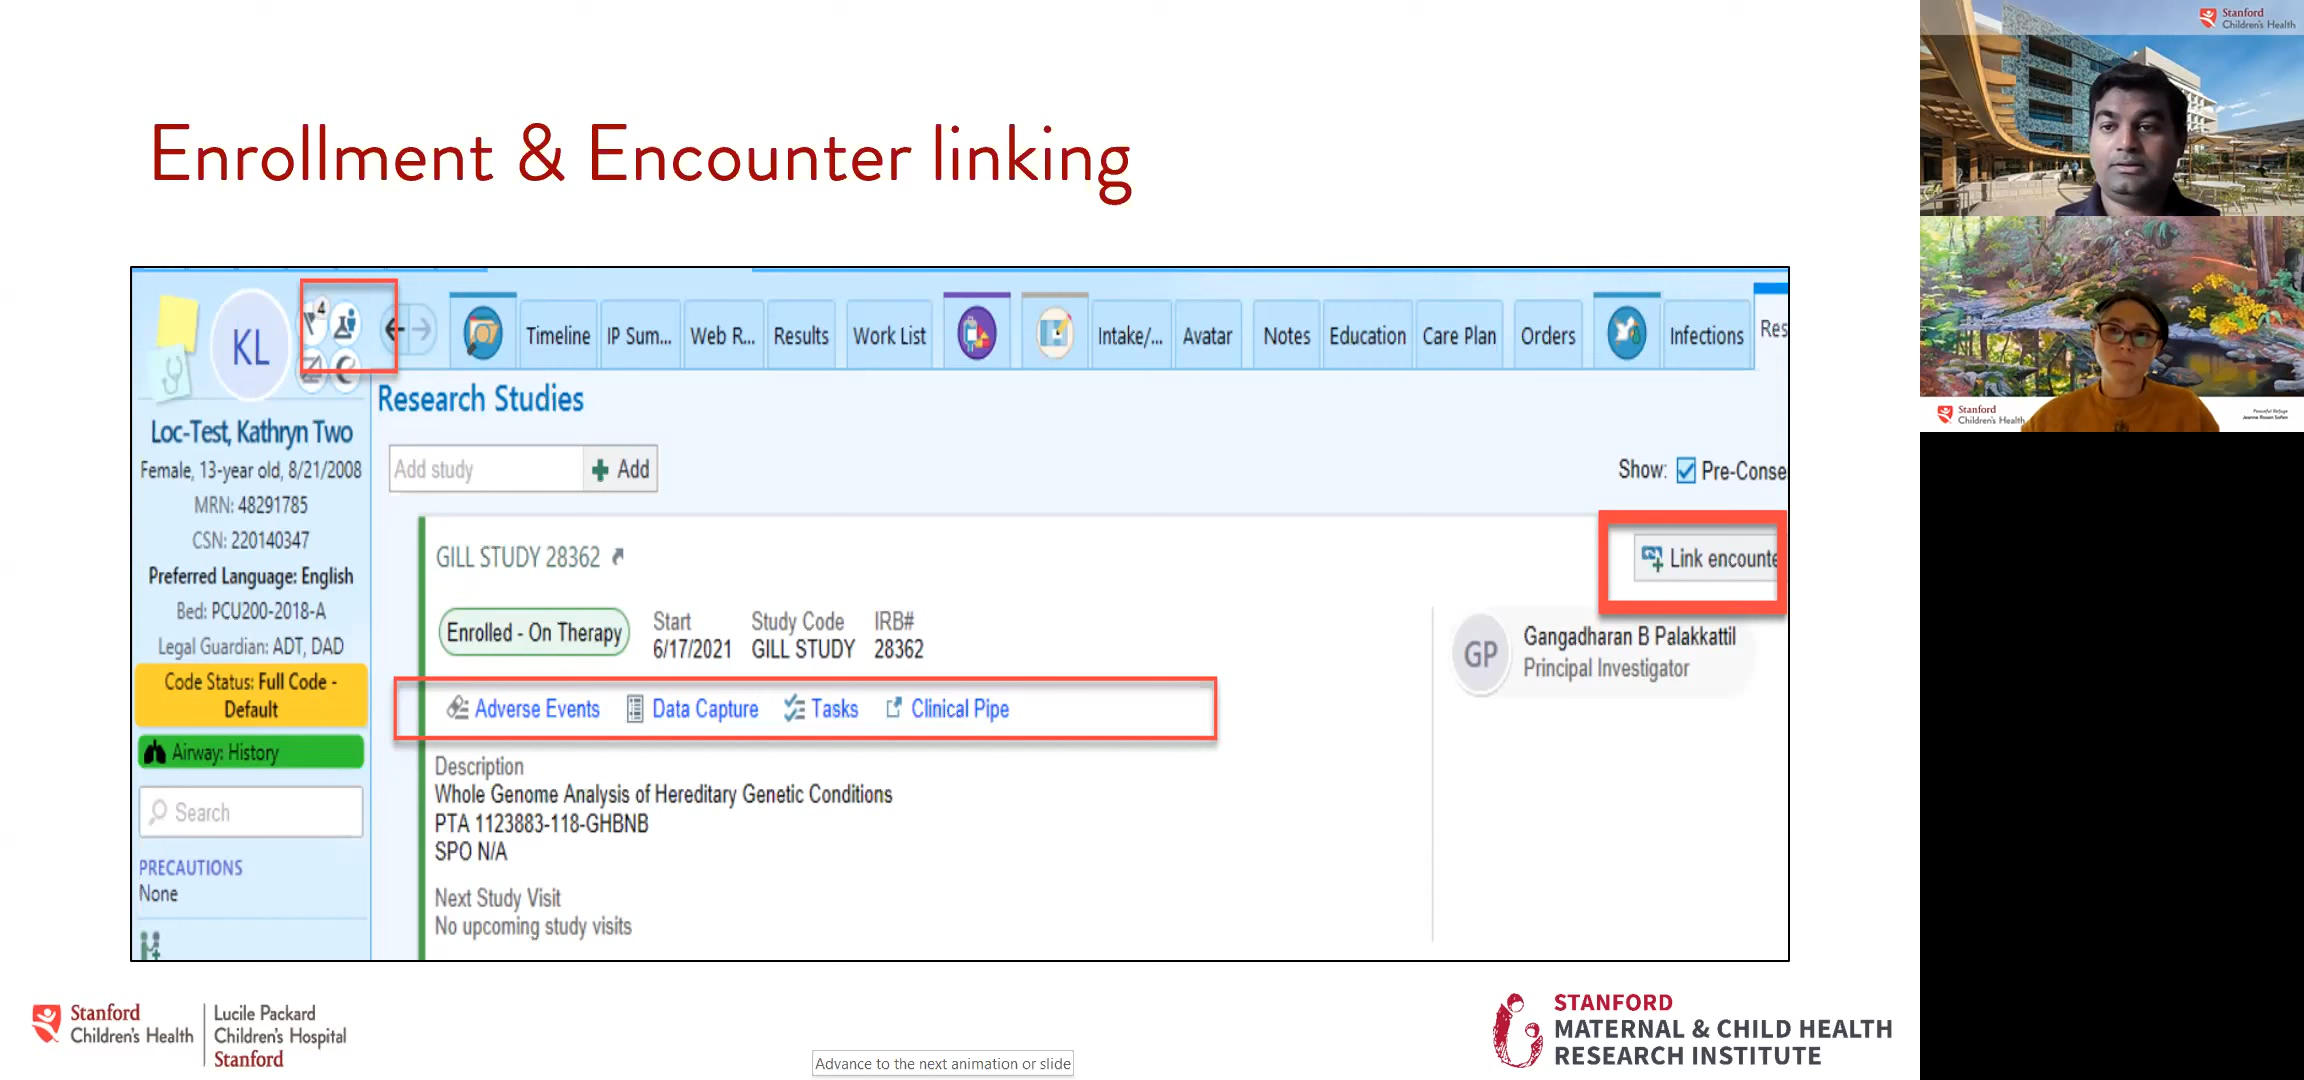 Enrollment & Encounter linking
4
KL
Timeline
IP Sum...
Web R...
Results
Work List
Intake/...
Avatar
Notes
Education
Care Plan
Orders
Infections
Res
Loc-Test, Kathryn Two
Female, 13-year old, 8/21/2008
MRN: 48291785
CSN: 220140347
Preferred Language: English
Bed: PCU200-2018-A
Legal Guardian: ADT, DAD
Code Status: Full Code -
Default
Airway: History
Search
PRECAUTIONS
None
Research Studies
Add study
Add
Show: Pre-Conse
GILL STUDY 28362
Link encounte
Enrolled - On Therapy
Start
6/17/2021
Study Code
GILL STUDY
IRB#
28362
GP
Gangadharan B Palakkattil
Principal Investigator
Adverse Events
Data Capture
Tasks
Clinical Pipe
Description
Whole Genome Analysis of Hereditary Genetic Conditions
PTA 1123883-118-GHBNB
SPO N/A
Next Study Visit
No upcoming study visits
Stanford
Children's Health
Lucile Packard
Children's Hospital
Stanford
Advance to the next animation or slide
STANFORD
MATERNAL & CHILD HEALTH
RESEARCH INSTITUTE
Stanford
Children's Health
Stanford
Children's Health
Peaceful Refuge